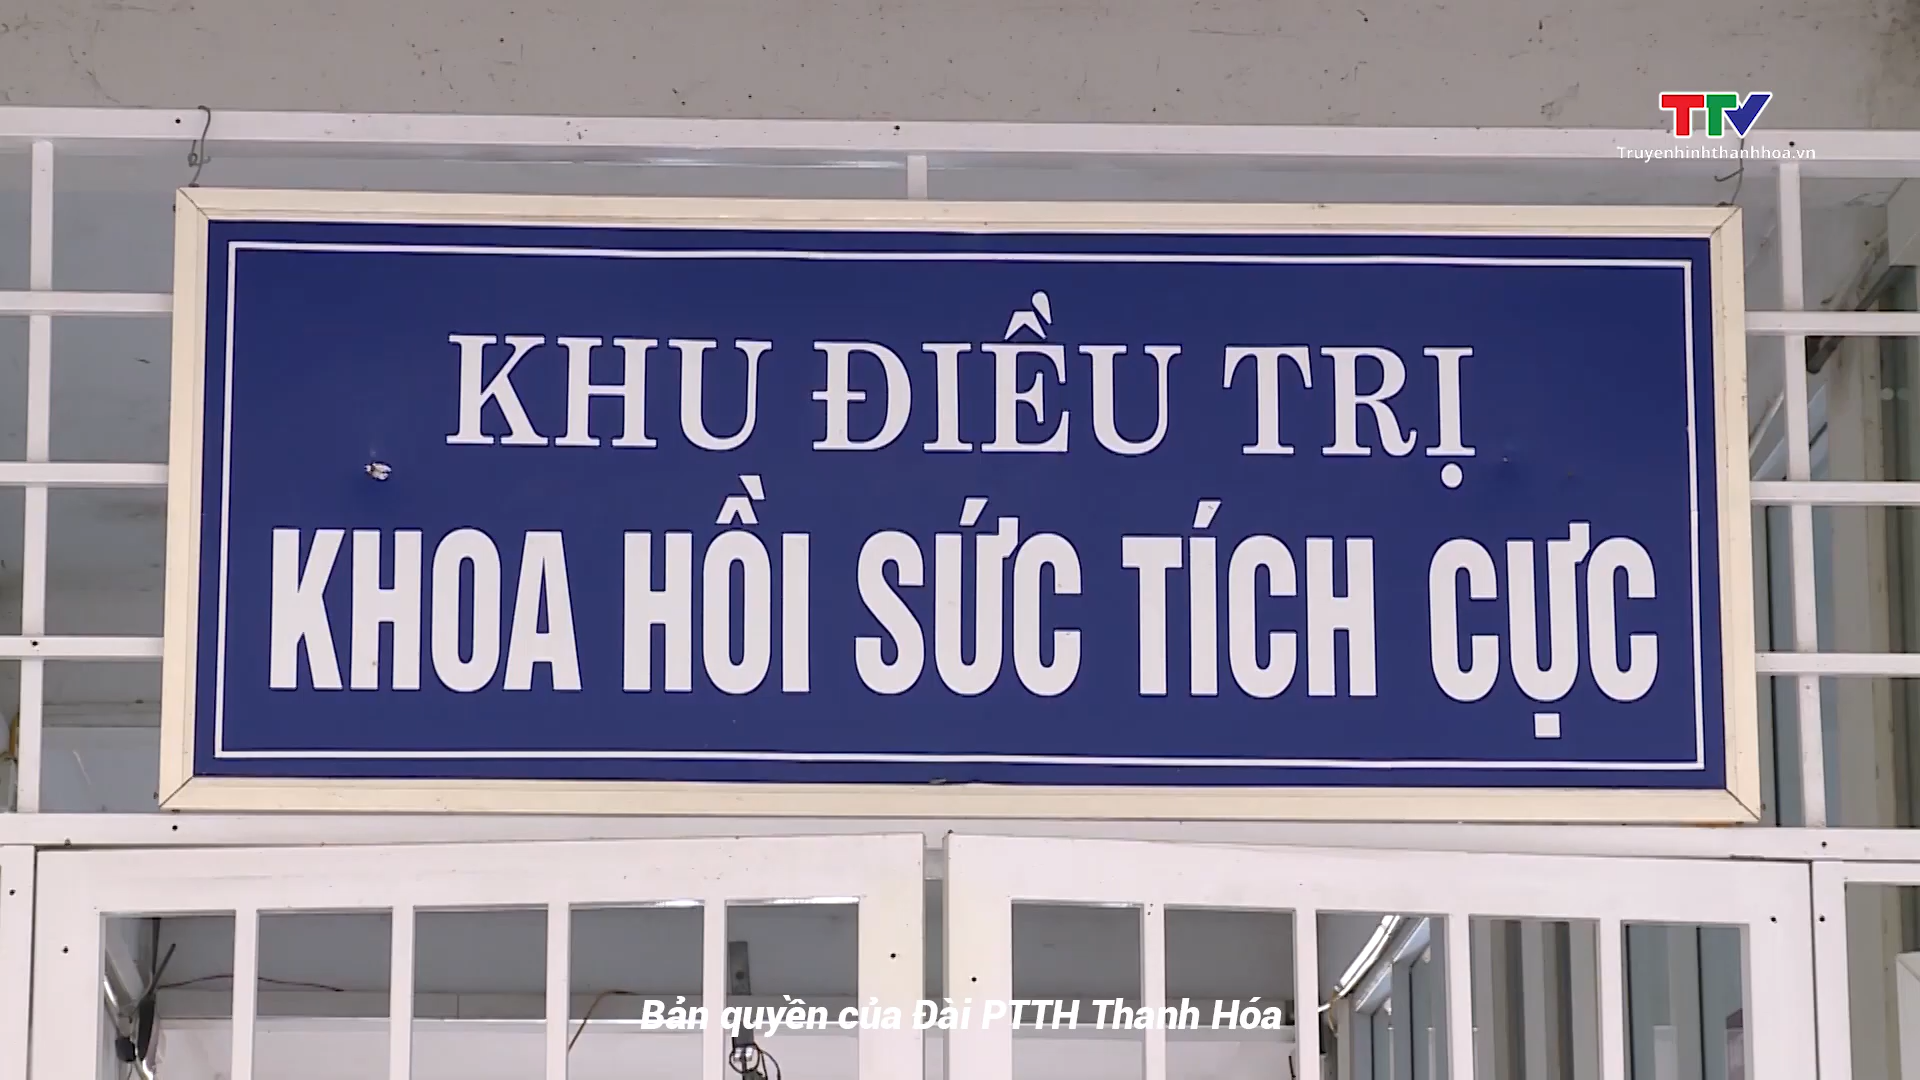 TTV
Truyenhinhthanhhoa.vn
KHU ĐIỀU TRỊ
KHOA HỒI SỨC TÍCH CỰC
Bản quyền của Đài PTTH Thanh Hóa